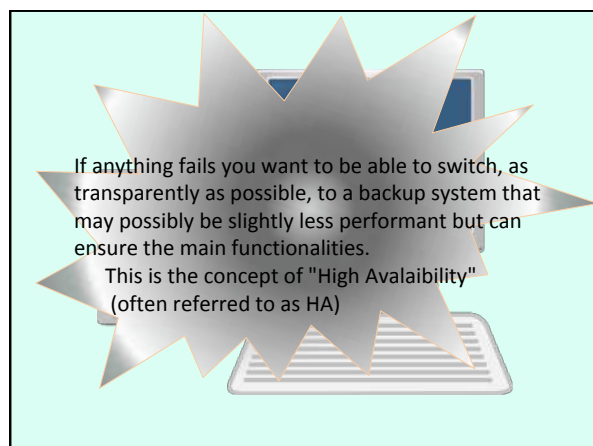 If anything fails you want to be able to switch, as
transparently as possible, to a backup system that
may possibly be slightly less performant but can
ensure the main functionalities.
This is the concept of "High Avalaibility"
(often referred to as HA)